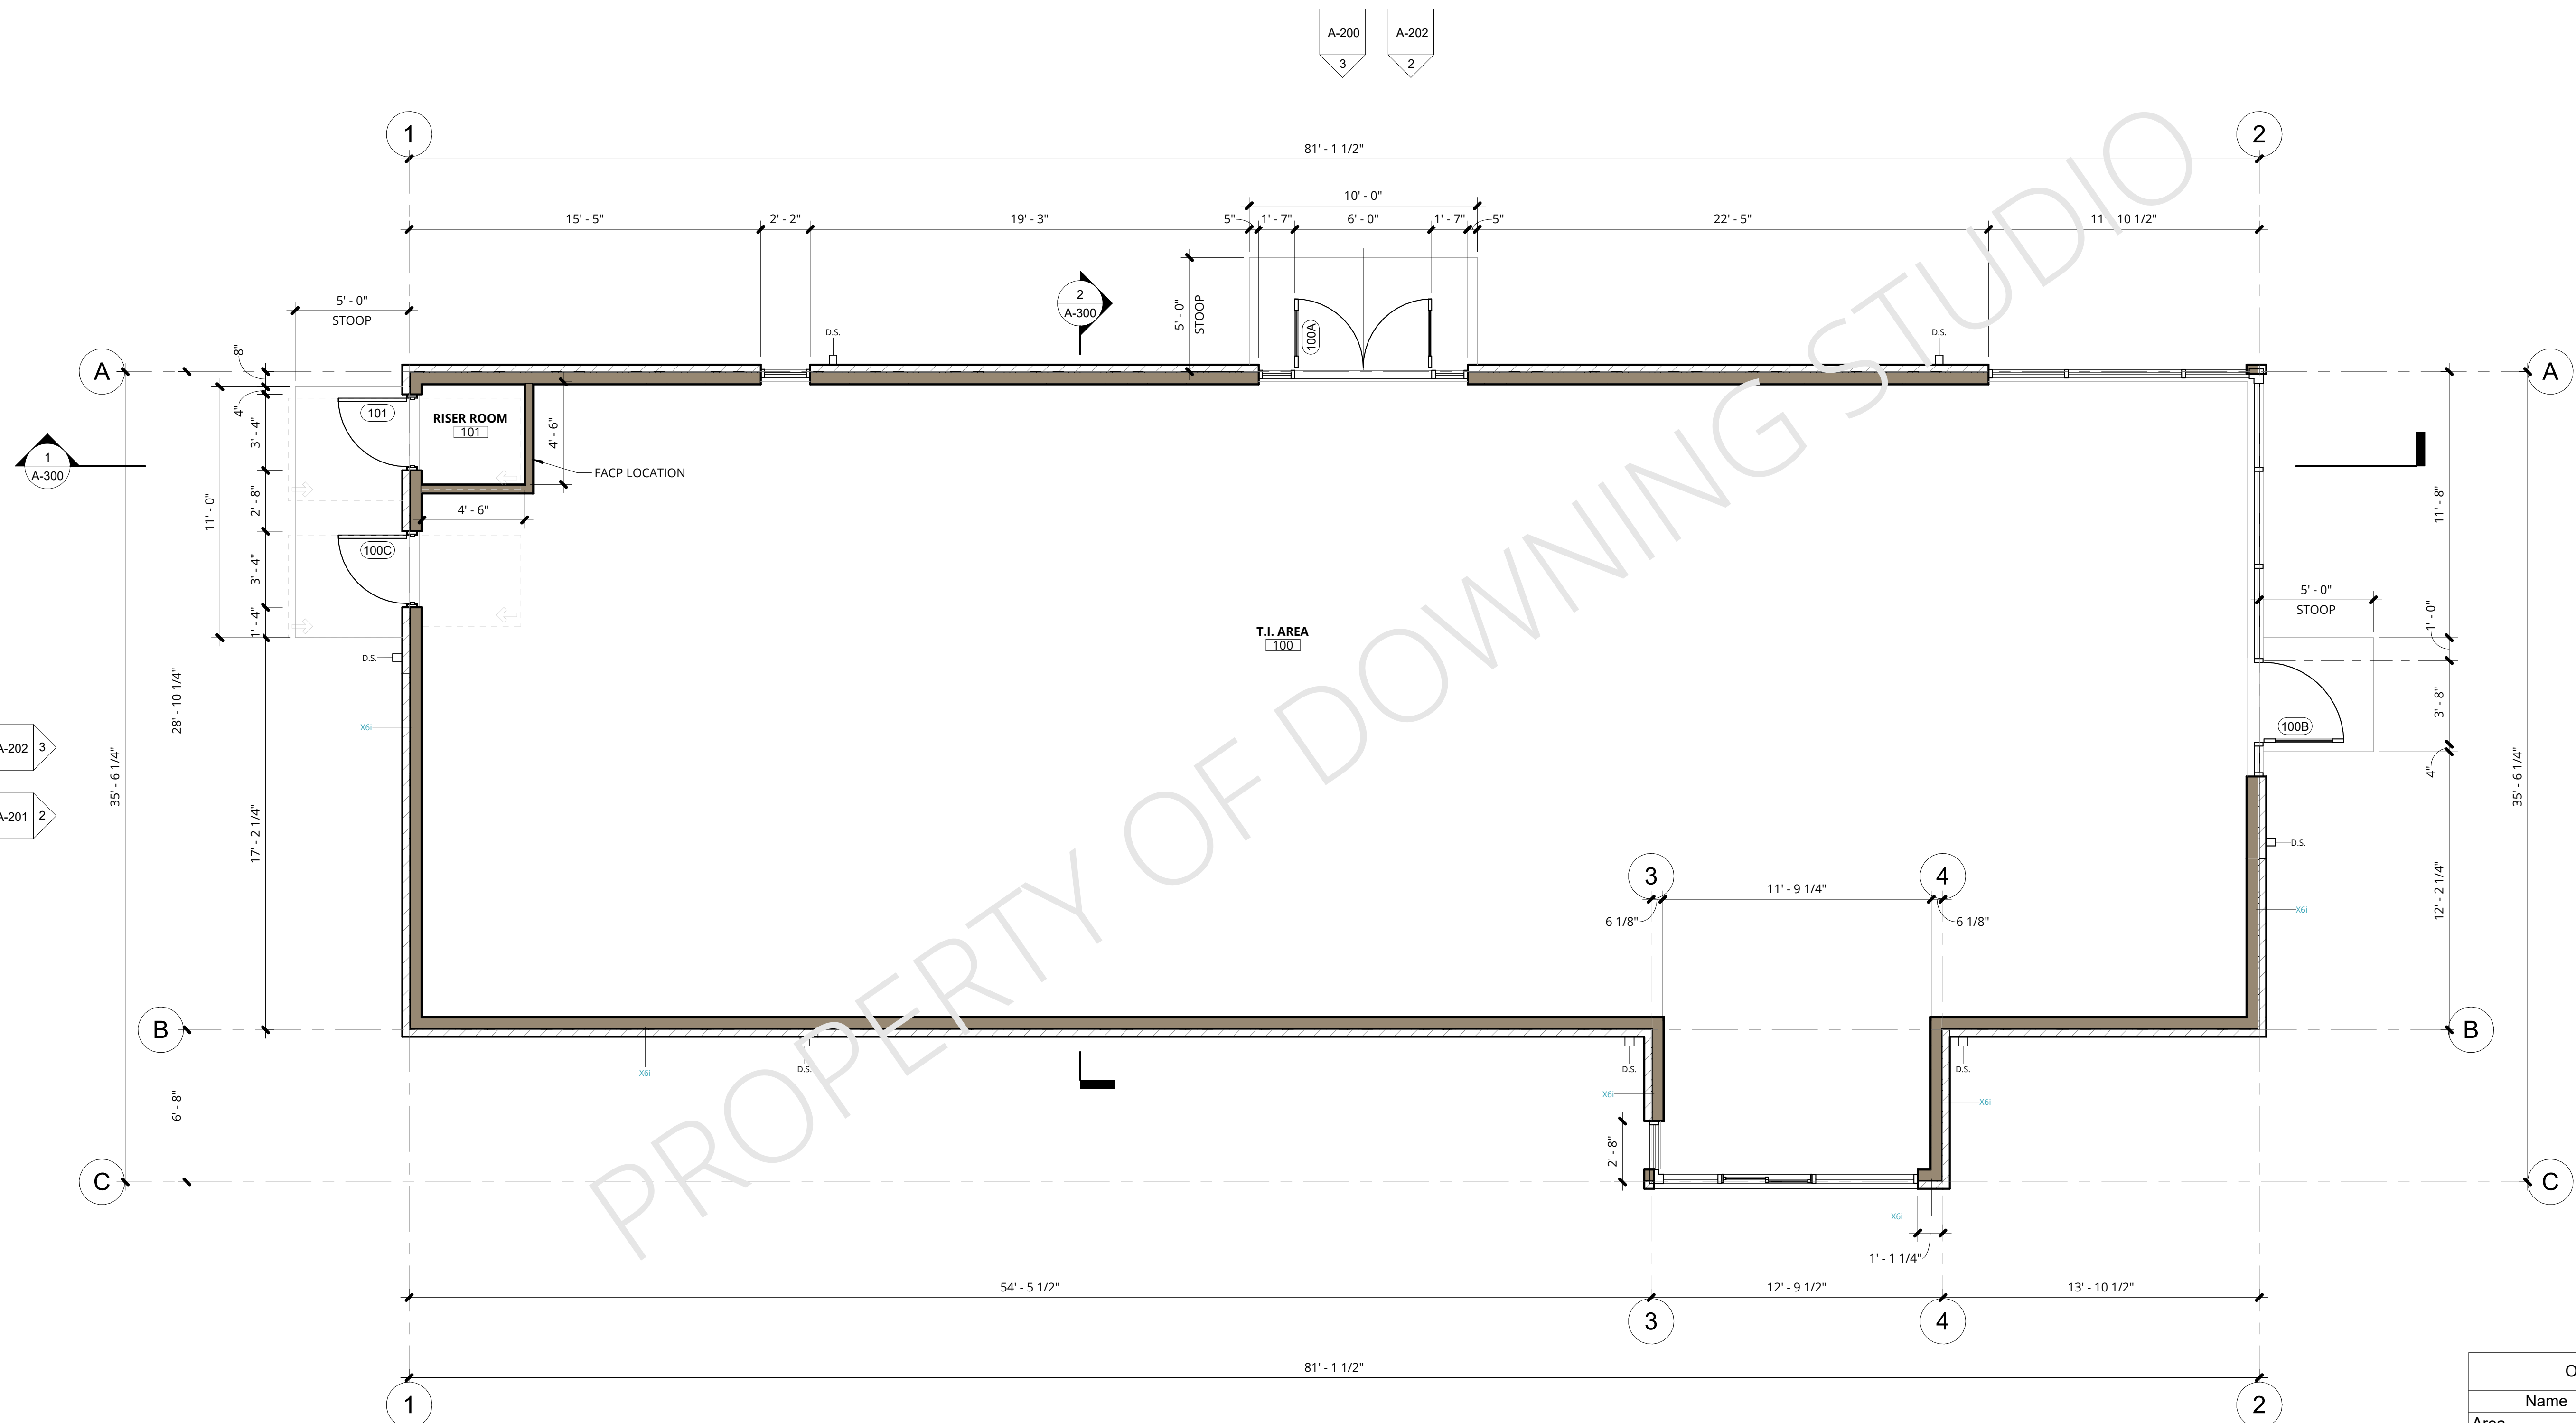 A-200
3
A-202
2
1
2
81' - 1 1/2"
10' - 0"
15' - 5"
2' - 2"
19' - 3"
5"
1' - 7"
6' - 0"
1' - 7"
5"
22' - 5"
11' - 10 1/2"
5' - 0"
STOOP
2
A-300
5' - 0"
STOOP
100A
D.S.
D.S.
A
A
8"
4"
3' - 4"
11' - 0"
2' - 8"
3' - 4"
1' - 4"
101
RISER ROOM
101
4' - 6"
FACP LOCATION
4' - 6"
1
A-300
100C
11' - 8"
5' - 0"
STOOP
1' - 0"
3' - 8"
4"
100B
T.I. AREA
100
D.S.
X6i
28' - 10 1/4"
35' - 6 1/4"
17' - 2 1/4"
A-202
3
A-201
2
35' - 6 1/4"
D.S.
X6i
12' - 2 1/4"
3
4
11' - 9 1/4"
6 1/8"
6 1/8"
B
B
X6i
D.S.
D.S.
D.S.
X6i
X6i
6' - 8"
2' - 8"
C
C
X6i
1' - 1 1/4"
54' - 5 1/2"
12' - 9 1/2"
13' - 10 1/2"
3
4
81' - 1 1/2"
1
2
Name
Area
PROPERTY OF DOWNING STUDIO